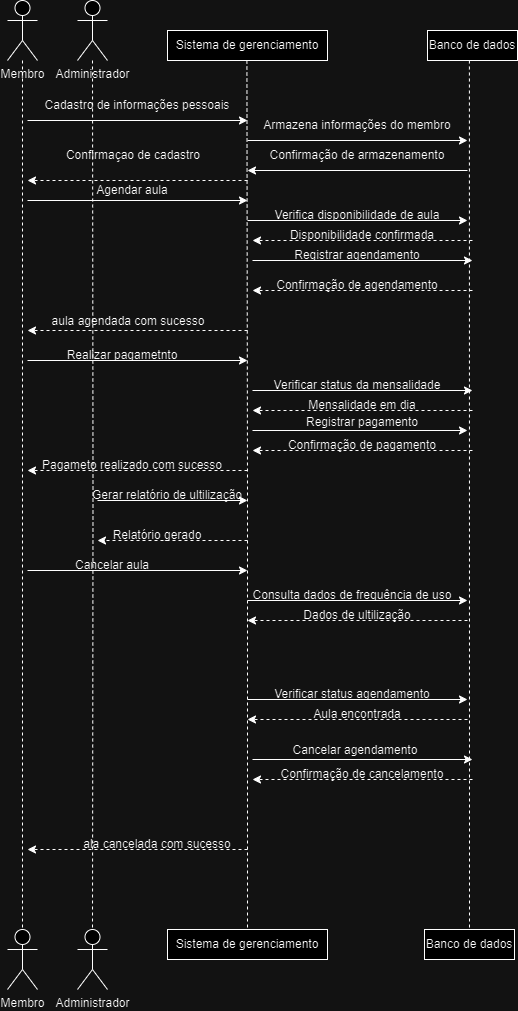 Membro
Administrador
Sistema de gerenciamento
Banco de dados
Cadastro de informações pessoais
Armazena informações do membro
Confirmaçao de cadastro
Confirmação de armazenamento
Agendar aula
Verifica disponibilidade de aula
Disponibilidade confirmada
Registrar agendamento
Confirmação de agendamento
aula agendada com sucesso
Realizar pagametnto
Verificar status da mensalidade
Mensalidade em dia
Registrar pagamento
Confirmação de pagamento
Pagameto realizado com sucesso
Gerar relatório de ultilização
Relatório gerado
Cancelar aula
Consulta dados de frequência de uso
Dados de ultilização
Verificar status agendamento
Aula encontrada
Cancelar agendamento
Confirmação de cancelamento
ala cancelada com sucesso
Sistema de gerenciamento
Banco de dados
Membro
Administrador